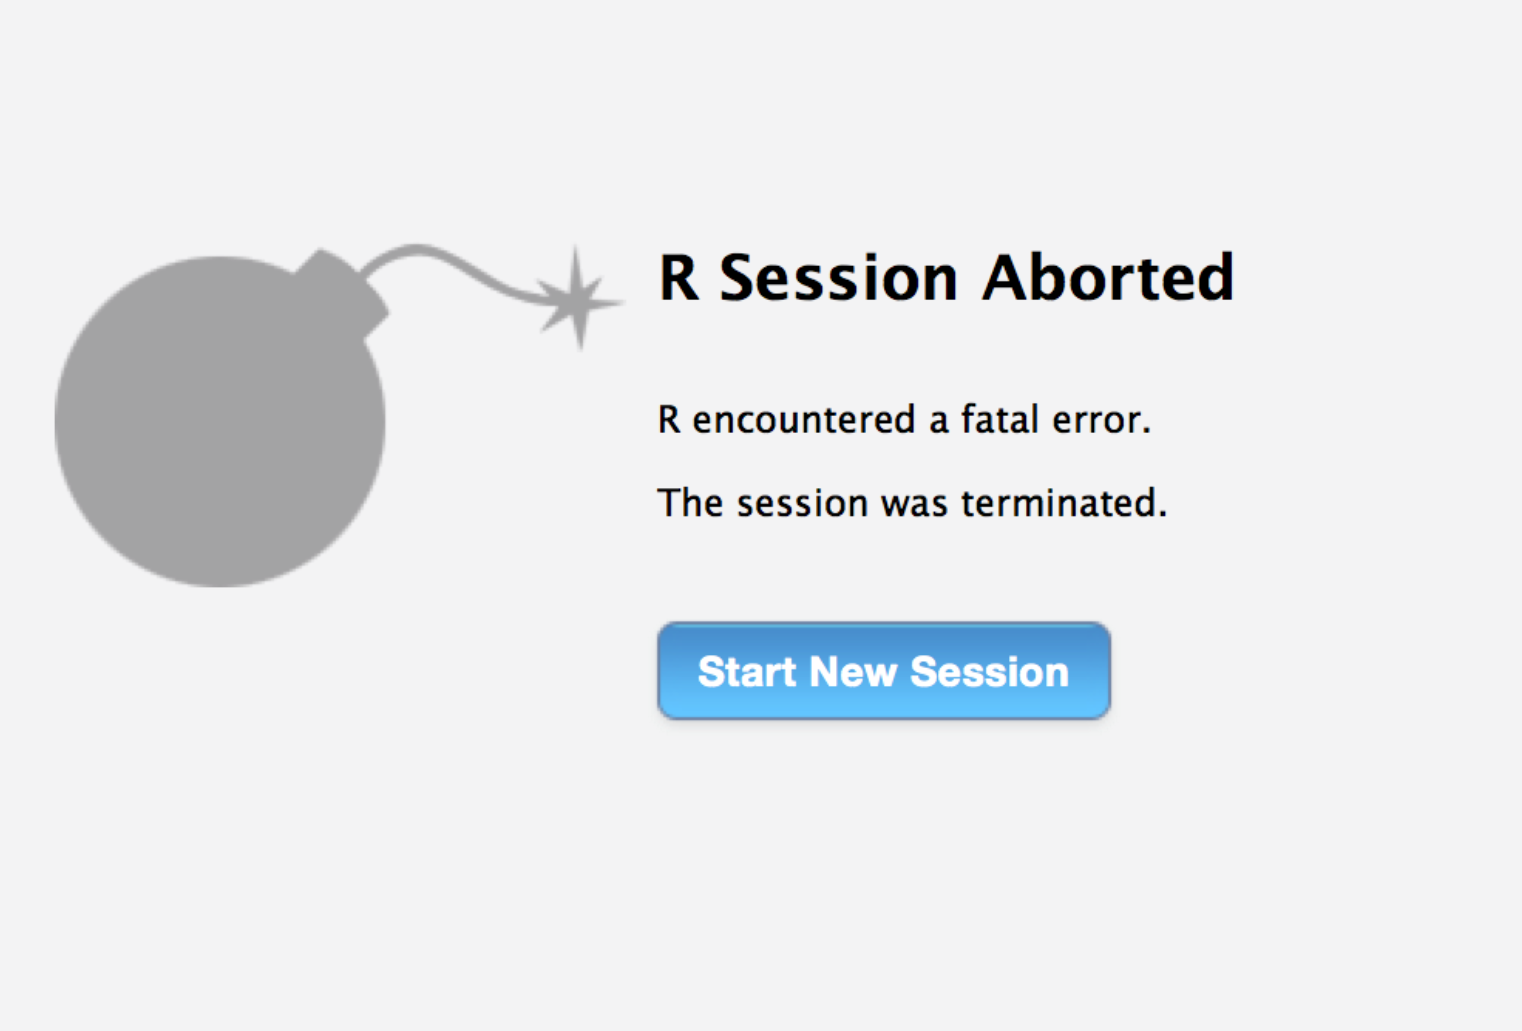 R Session Aborted
R encountered a fatal error.
The session was terminated.
Start New Session